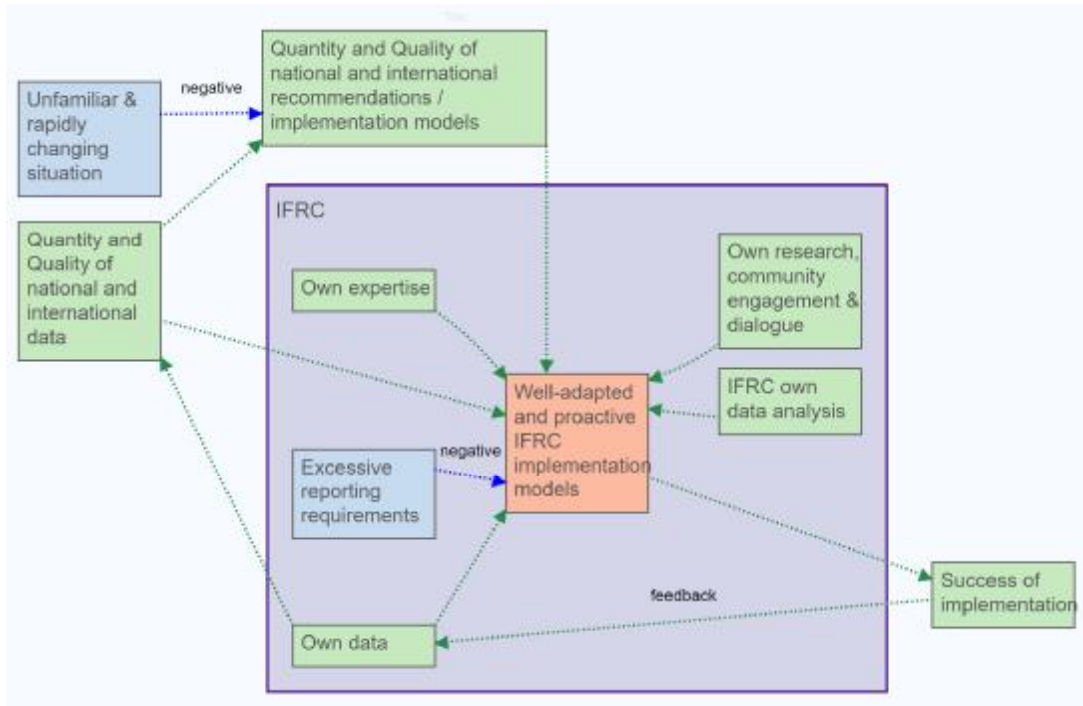 Quantity and Quality of
national and international
recommendations /
implementation models
negative
Unfamiliar &
rapidly
changing
situation
IFRC
Quantity and
Quality of
national and
international
data
Own research,
community
engagement &
dialogue
Own expertise
Well-adapted
and proactive
IFRC
implementation
models
IFRC own
data analysis
negative
Excessive
reporting
requirements
Success of
implementation
feedback
Own data